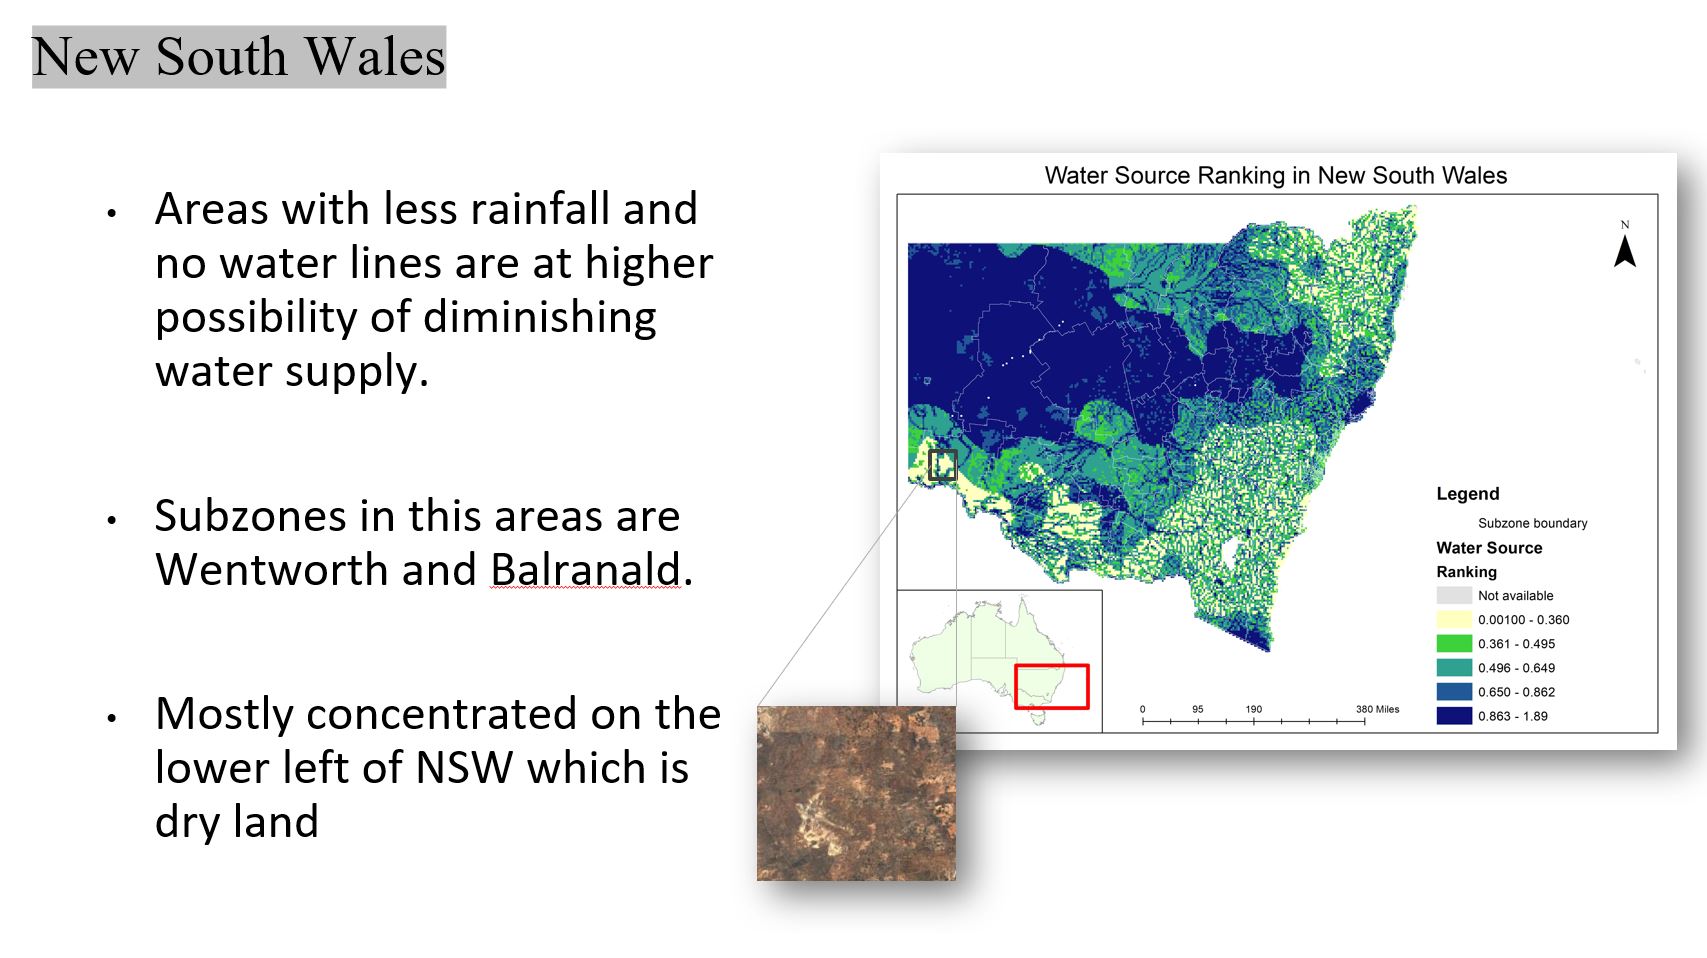 New South Wales
• Areas with less rainfall and
no water lines are at higher
possibility of diminishing
water supply.
• Subzones in this areas are
Wentworth and Balranald.
• Mostly concentrated on the
lower left of NSW which is
dry land
Water Source Ranking in New South Wales
N
Legend
Subzone boundary
Water Source
Ranking
Not available
0.00100 - 0.360
0.361 - 0.495
0.496 - 0.649
0.650 - 0.862
0.863 - 1.89
0 95 190 380 Miles